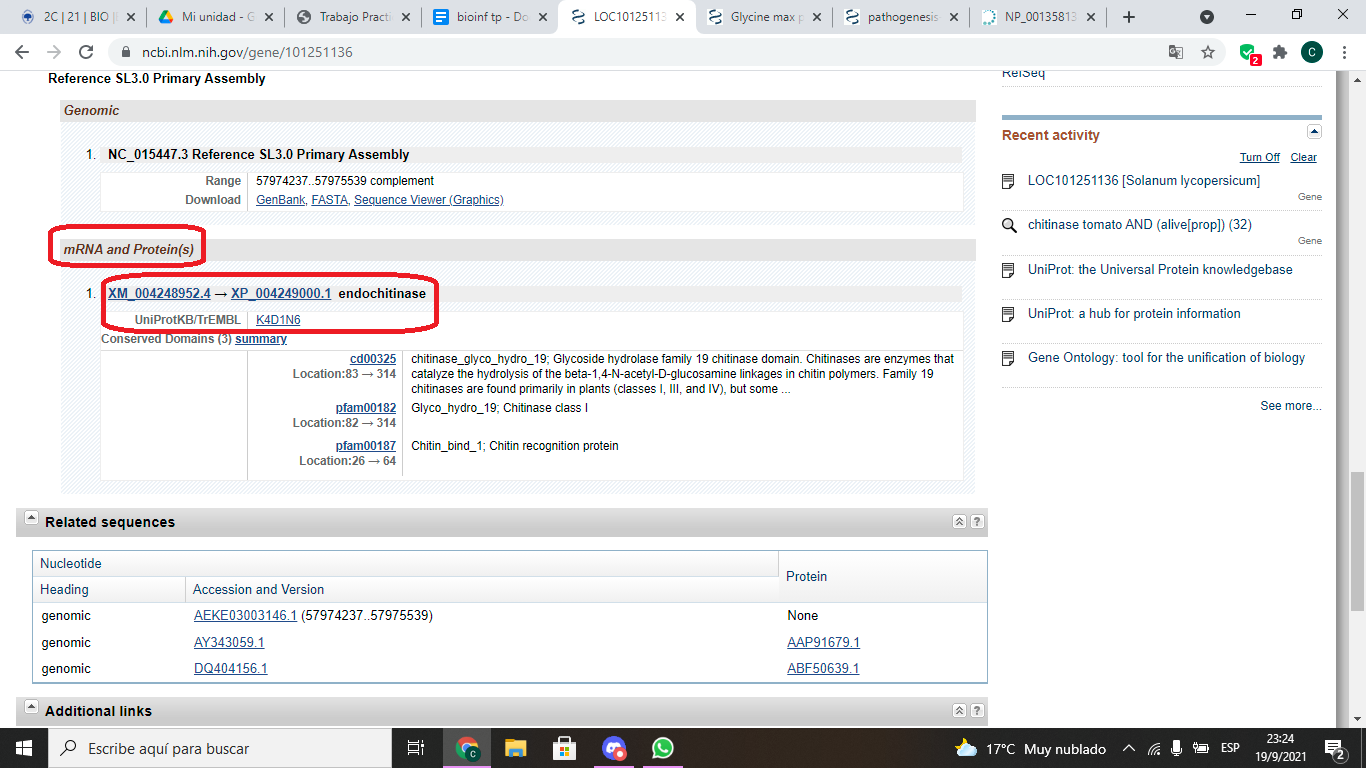 2C | 21 | BIO |
Mi unidad - G
Trabajo Practi
bioinf tp - Do
LOC10125113
Glycine max p
pathogenesis
NP_00135813
ncbi.nlm.nih.gov/gene/101251136
2
C
Reference SL3.0 Primary Assembly
Genomic
1. NC_015447.3 Reference SL3.0 Primary Assembly
Range 57974237..57975539 complement
Download GenBank, FASTA, Sequence Viewer (Graphics)
mRNA and Protein(s)
1. XM_004248952.4 → XP_004249000.1 endochitinase
UniProtKB/TrEMBL K4D1N6
Conserved Domains (3) summary
cd00325 chitinase_glyco_hydro_19; Glycoside hydrolase family 19 chitinase domain. Chitinases are enzymes that
Location:83 → 314 catalyze the hydrolysis of the beta-1,4-N-acetyl-D-glucosamine linkages in chitin polymers. Family 19
chitinases are found primarily in plants (classes I, III, and IV), but some ...
pfam00182 Glyco_hydro_19; Chitinase class I
Location:82 → 314
pfam00187 Chitin_bind_1; Chitin recognition protein
Location:26 → 64
Related sequences
?
Nucleotide
Protein
Heading Accession and Version
genomic AEKE03003146.1 (57974237..57975539) None
genomic AY343059.1 AAP91679.1
genomic DQ404156.1 ABF50639.1
Additional links
?
RefSeq
Recent activity
Turn Off Clear
LOC101251136 [Solanum lycopersicum]
Gene
chitinase tomato AND (alive[prop]) (32)
Gene
UniProt: the Universal Protein knowledgebase
UniProt: a hub for protein information
Gene Ontology: tool for the unification of biology
See more...
Escribe aquí para buscar
C
17°C Muy nublado
ESP
23:24
19/9/2021
2